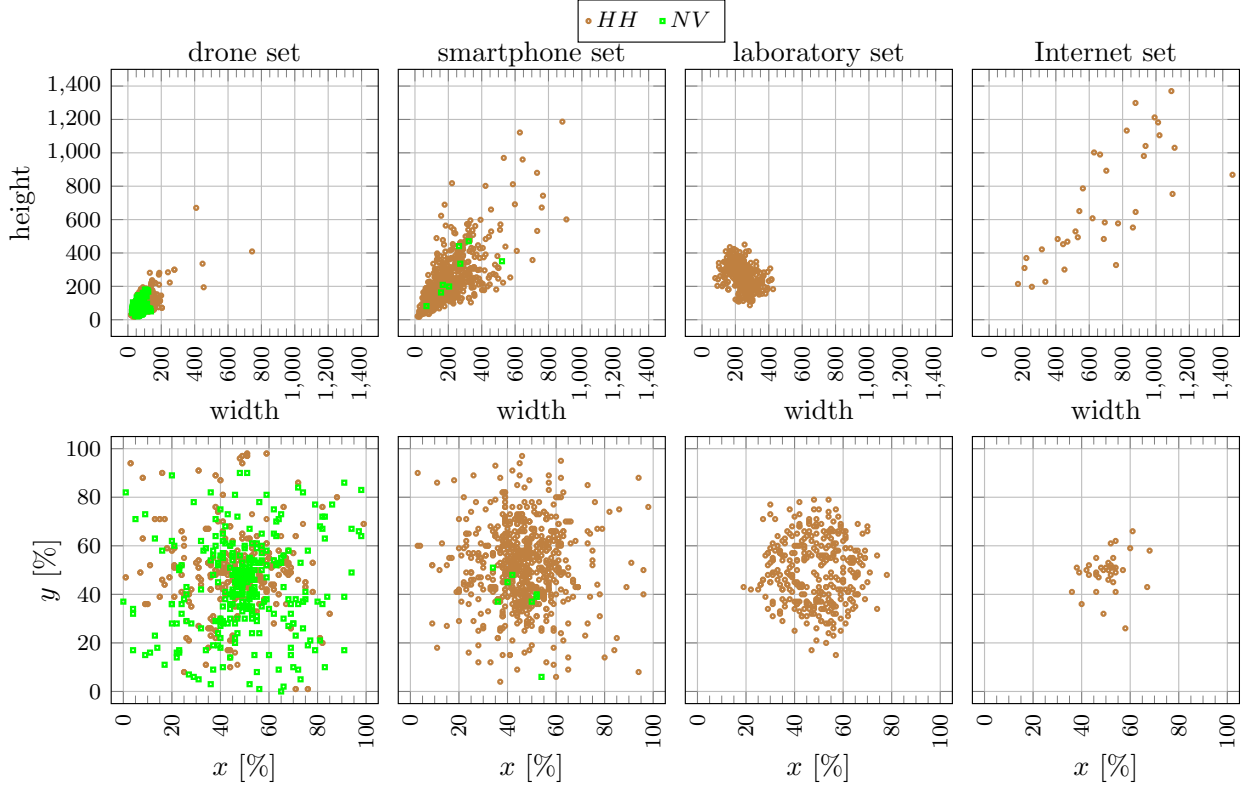 HH NV
drone set smartphone set laboratory set Internet set
1,400
1,200
1,000
800
600
400
200
0
height
0 200 400 600 800 1,000 1,200 1,400 0 200 400 600 800 1,000 1,200 1,400 0 200 400 600 800 1,000 1,200 1,400 0 200 400 600 800 1,000 1,200 1,400
width width width width
100
80
60
40
20
0
y [%]
0 20 40 60 80 100 0 20 40 60 80 100 0 20 40 60 80 100 0 20 40 60 80 100
x [%] x [%] x [%] x [%]